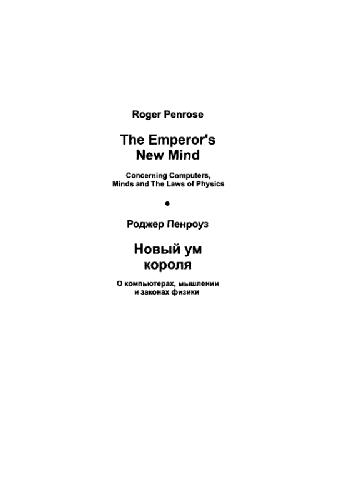 Roger Penrose
The Emperor's
New Mind
Concerning Computers,
Minds and The Laws of Physics
•
Роджер Пенроуз
Новый ум
короля
О компьютерах, мышлении
и законах физики